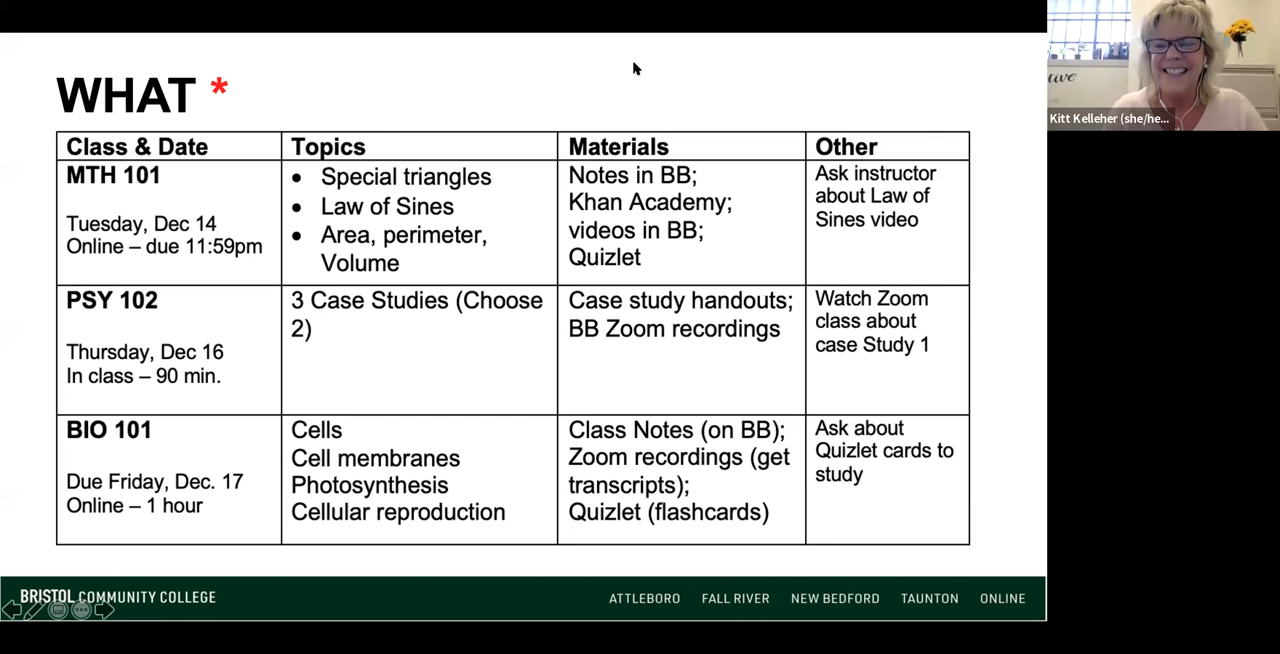 WHAT *
Class & Date
Topics
Materials
Other
MTH 101
Tuesday, Dec 14
Online – due 11:59pm
• Special triangles
• Law of Sines
• Area, perimeter,
Volume
Notes in BB;
Khan Academy;
videos in BB;
Quizlet
Ask instructor
about Law of
Sines video
PSY 102
Thursday, Dec 16
In class – 90 min.
3 Case Studies (Choose
2)
Case study handouts;
BB Zoom recordings
Watch Zoom
class about
case Study 1
BIO 101
Due Friday, Dec. 17
Online – 1 hour
Cells
Cell membranes
Photosynthesis
Cellular reproduction
Class Notes (on BB);
Zoom recordings (get
transcripts);
Quizlet (flashcards)
Ask about
Quizlet cards to
study
BRISTOL COMMUNITY COLLEGE
ATTLEBORO FALL RIVER NEW BEDFORD TAUNTON ONLINE
Kitt Kelleher (she/he...